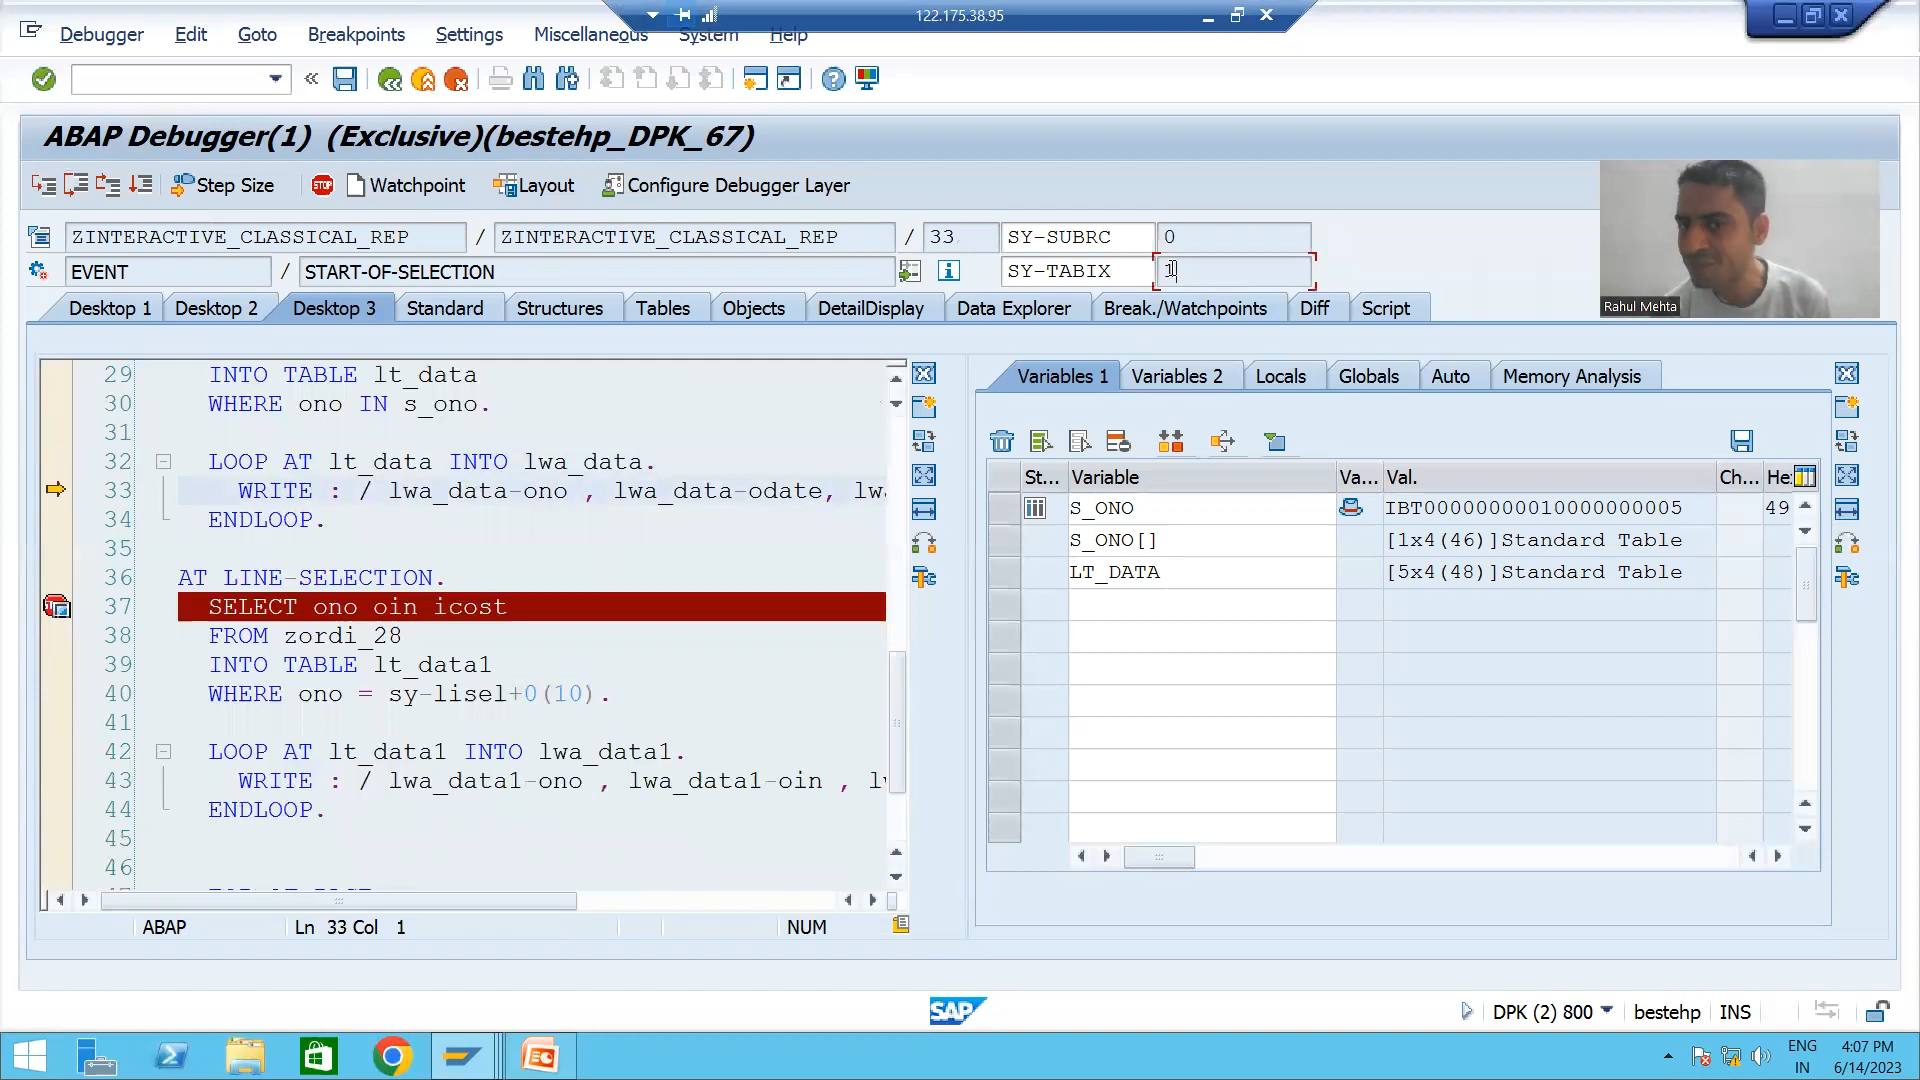 122.175.38.95
Debugger Edit Goto Breakpoints Settings Miscellaneous System Help
ABAP Debugger(1) (Exclusive)(bestehp_DPK_67)
Step Size STOP Watchpoint Layout Configure Debugger Layer
ZINTERACTIVE_CLASSICAL_REP / ZINTERACTIVE_CLASSICAL_REP / 33 SY-SUBRC 0
EVENT / START-OF-SELECTION SY-TABIX 1
Rahul Mehta
Desktop 1 Desktop 2 Desktop 3 Standard Structures Tables Objects DetailDisplay Data Explorer Break./Watchpoints Diff Script
29 INTO TABLE lt_data
30 WHERE ono IN s_ono.
31
32 LOOP AT lt_data INTO lwa_data.
33 WRITE : / lwa_data-ono , lwa_data-odate, lwa
34 ENDLOOP.
35
36 AT LINE-SELECTION.
37 SELECT ono oin icost
38 FROM zordi_28
39 INTO TABLE lt_data1
40 WHERE ono = sy-lisel+0(10).
41
42 LOOP AT lt_data1 INTO lwa_data1.
43 WRITE : / lwa_data1-ono , lwa_data1-oin ,
44 ENDLOOP.
45
46
ABAP Ln 33 Col 1 NUM
Variables 1 Variables 2 Locals Globals Auto Memory Analysis
St... Variable Va... Val. Ch... He
S_ONO IBT00000000010000000005 49
S_ONO[] [1x4(46)]Standard Table
LT_DATA [5x4(48)]Standard Table
SAP
DPK (2) 800 bestehp INS
ENG
IN
4:07 PM
6/14/2023